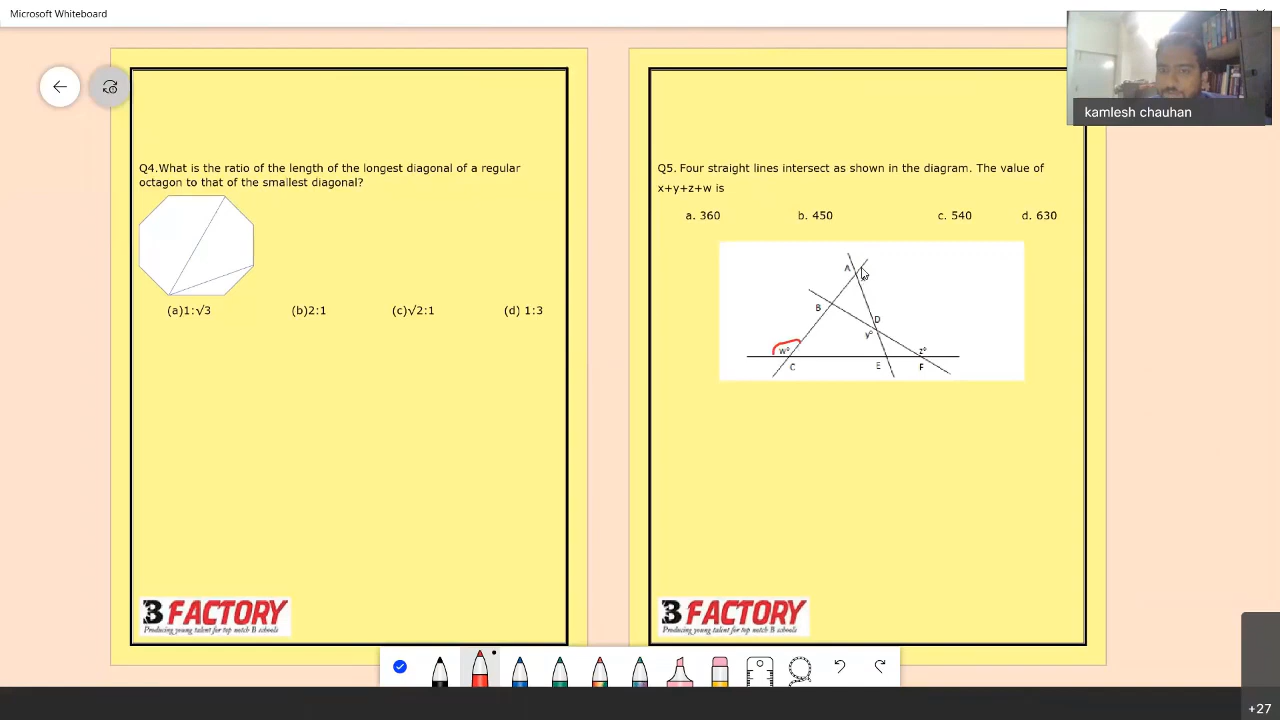 Microsoft Whiteboard
kamlesh chauhan
Q4.What is the ratio of the length of the longest diagonal of a regular
octagon to that of the smallest diagonal?
(a)1:√3 (b)2:1 (c)√2:1 (d) 1:3
B FACTORY
Producing young talent for top notch B schools
Q5. Four straight lines intersect as shown in the diagram. The value of
x+y+z+w is
a. 360 b. 450 c. 540 d. 630
A
B
D
y°
w°
z°
C
E
F
B FACTORY
Producing young talent for top notch B schools
+27